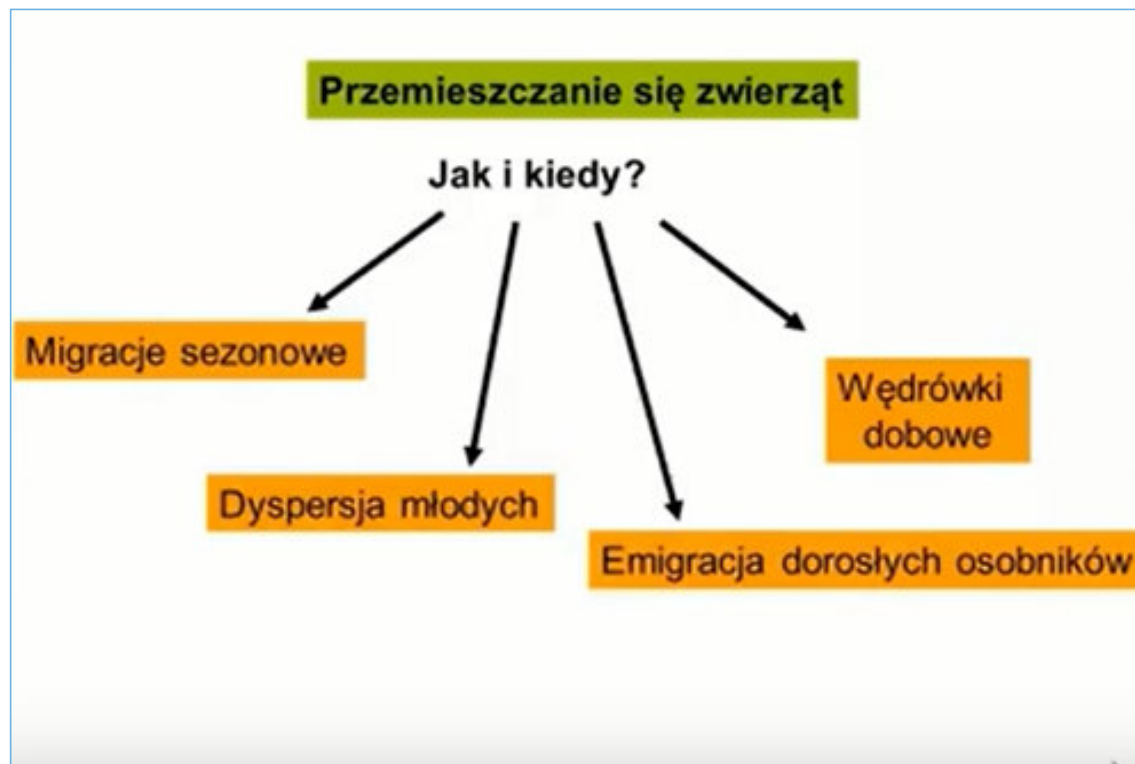 Przemieszczanie się zwierząt
Jak i kiedy?
Migracje sezonowe
Wędrówki
dobowe
Dyspersja młodych
Emigracja dorosłych osobników